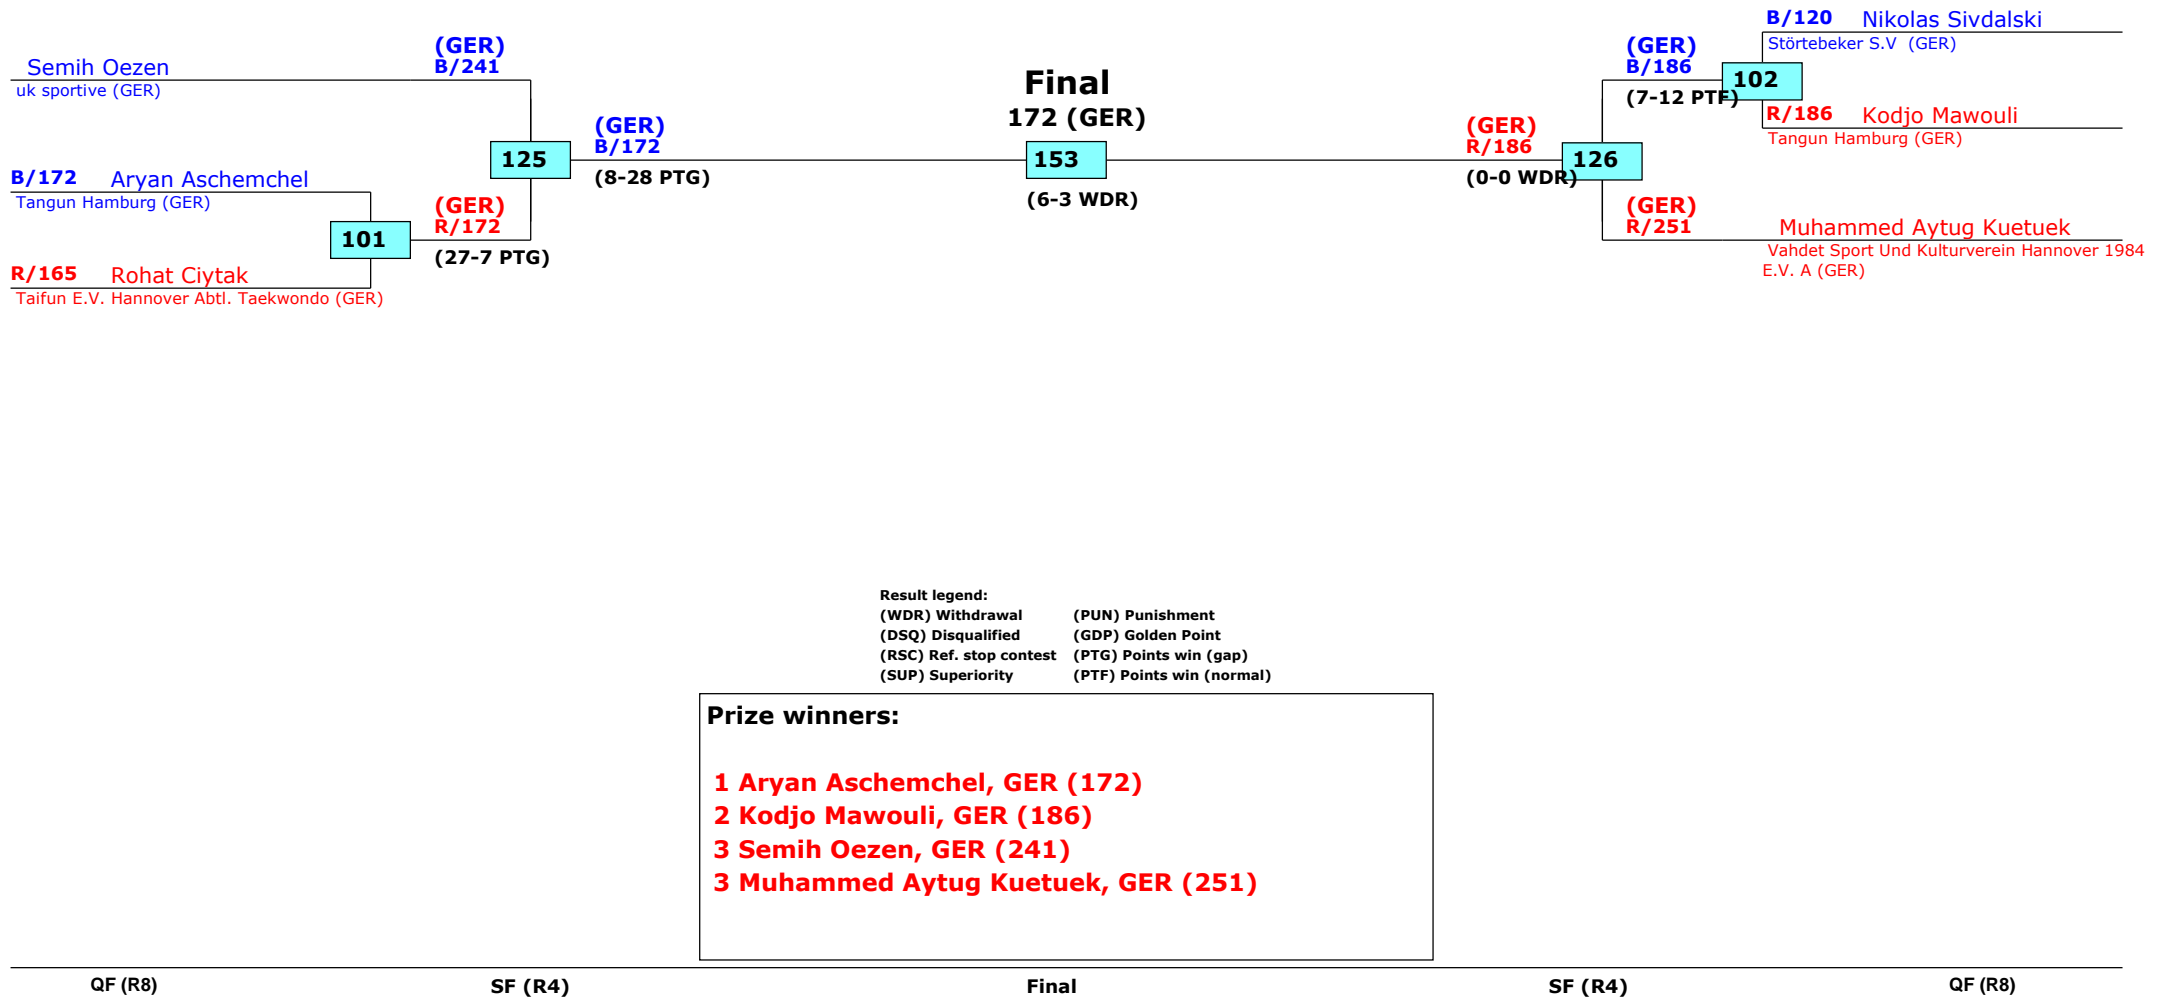 B/120 Nikolas Sivdalski
Störtebeker S.V (GER)
(GER)
B/241
Semih Oezen
uk sportive (GER)
Final
172 (GER)
(GER)
B/186
102
(7-12 PTF)
R/186 Kodjo Mawouli
Tangun Hamburg (GER)
(GER)
B/172
125
(8-28 PTG)
153
(6-3 WDR)
(GER)
R/186
126
(0-0 WDR)
B/172 Aryan Aschemchel
Tangun Hamburg (GER)
(GER)
R/172
101
(27-7 PTG)
R/165 Rohat Ciytak
Taifun E.V. Hannover Abtl. Taekwondo (GER)
(GER)
R/251
Muhammed Aytug Kuetuek
Vahdet Sport Und Kulturverein Hannover 1984
E.V. A (GER)
Result legend:
(WDR) Withdrawal (PUN) Punishment
(DSQ) Disqualified (GDP) Golden Point
(RSC) Ref. stop contest (PTG) Points win (gap)
(SUP) Superiority (PTF) Points win (normal)
Prize winners:
1 Aryan Aschemchel, GER (172)
2 Kodjo Mawouli, GER (186)
3 Semih Oezen, GER (241)
3 Muhammed Aytug Kuetuek, GER (251)
QF (R8) SF (R4) Final SF (R4) QF (R8)